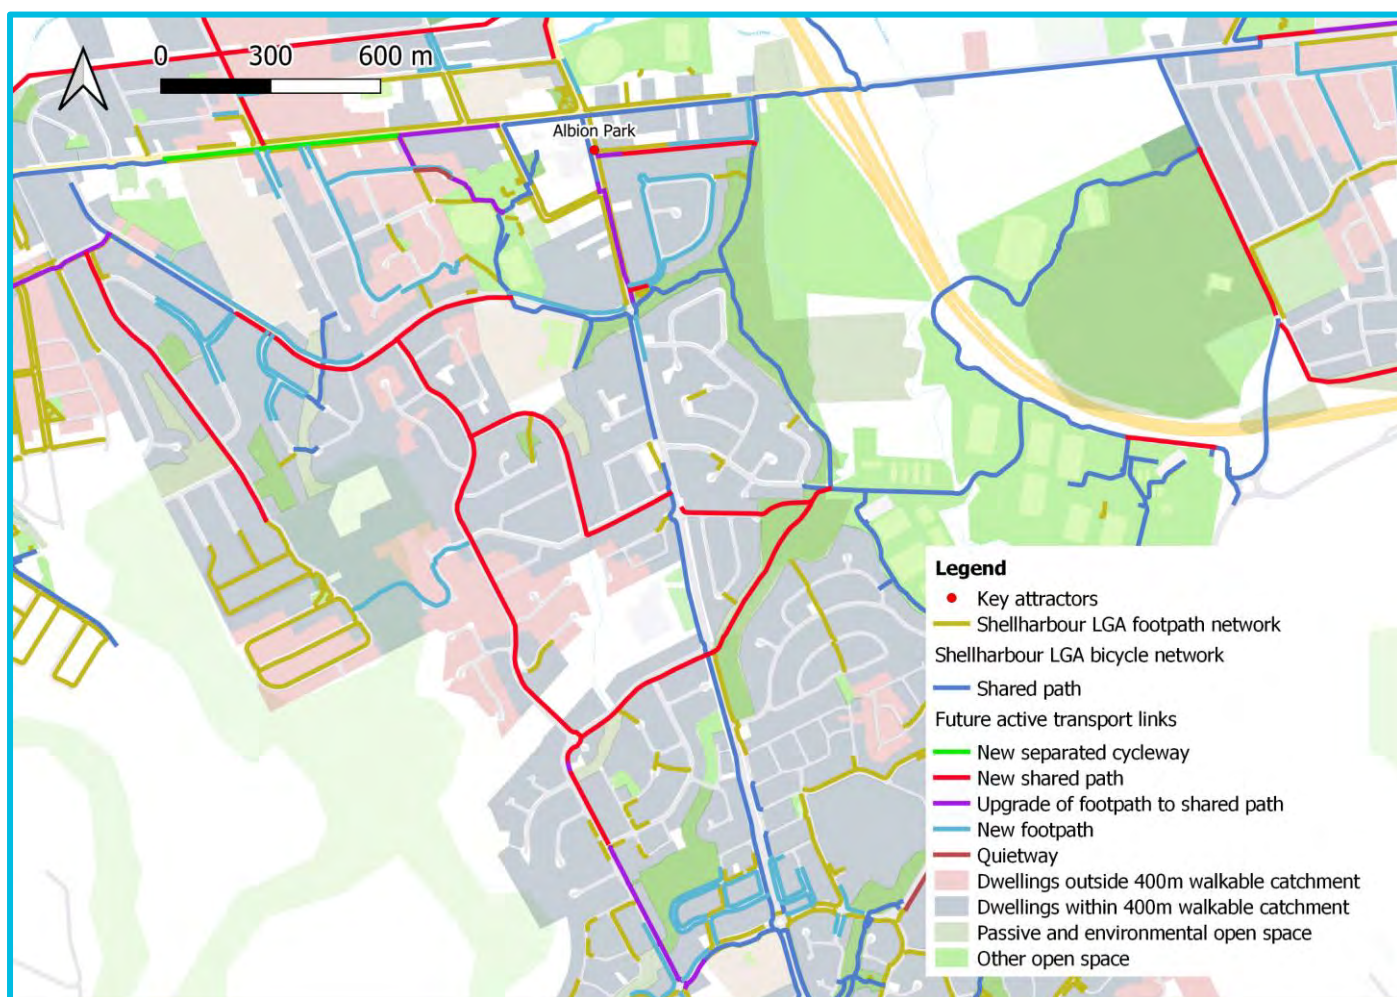 0 300 600 m
Albion Park
Legend
Key attractors
Shellharbour LGA footpath network
Shellharbour LGA bicycle network
Shared path
Future active transport links
New separated cycleway
New shared path
Upgrade of footpath to shared path
New footpath
Quietway
Dwellings outside 400m walkable catchment
Dwellings within 400m walkable catchment
Passive and environmental open space
Other open space